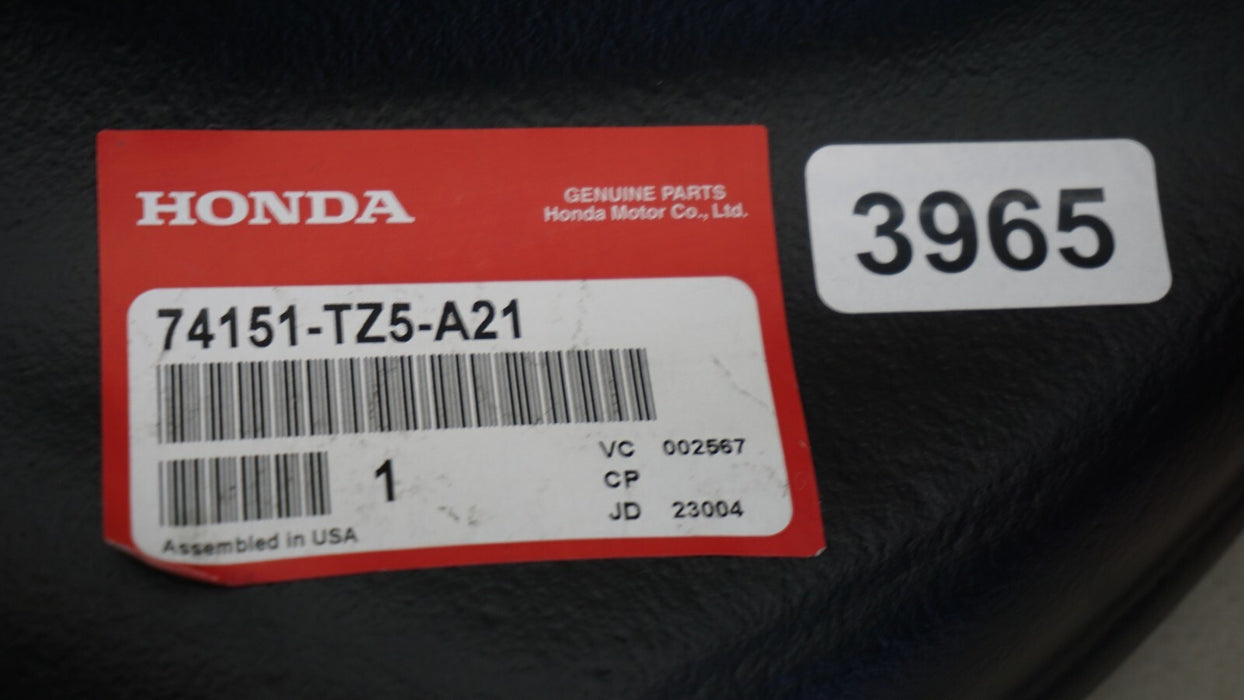 HONDA
GENUINE PARTS
Honda Motor Co., Ltd.
3965
74151-TZ5-A21
1
VC 002567
CP
JD 23004
Assembled in USA